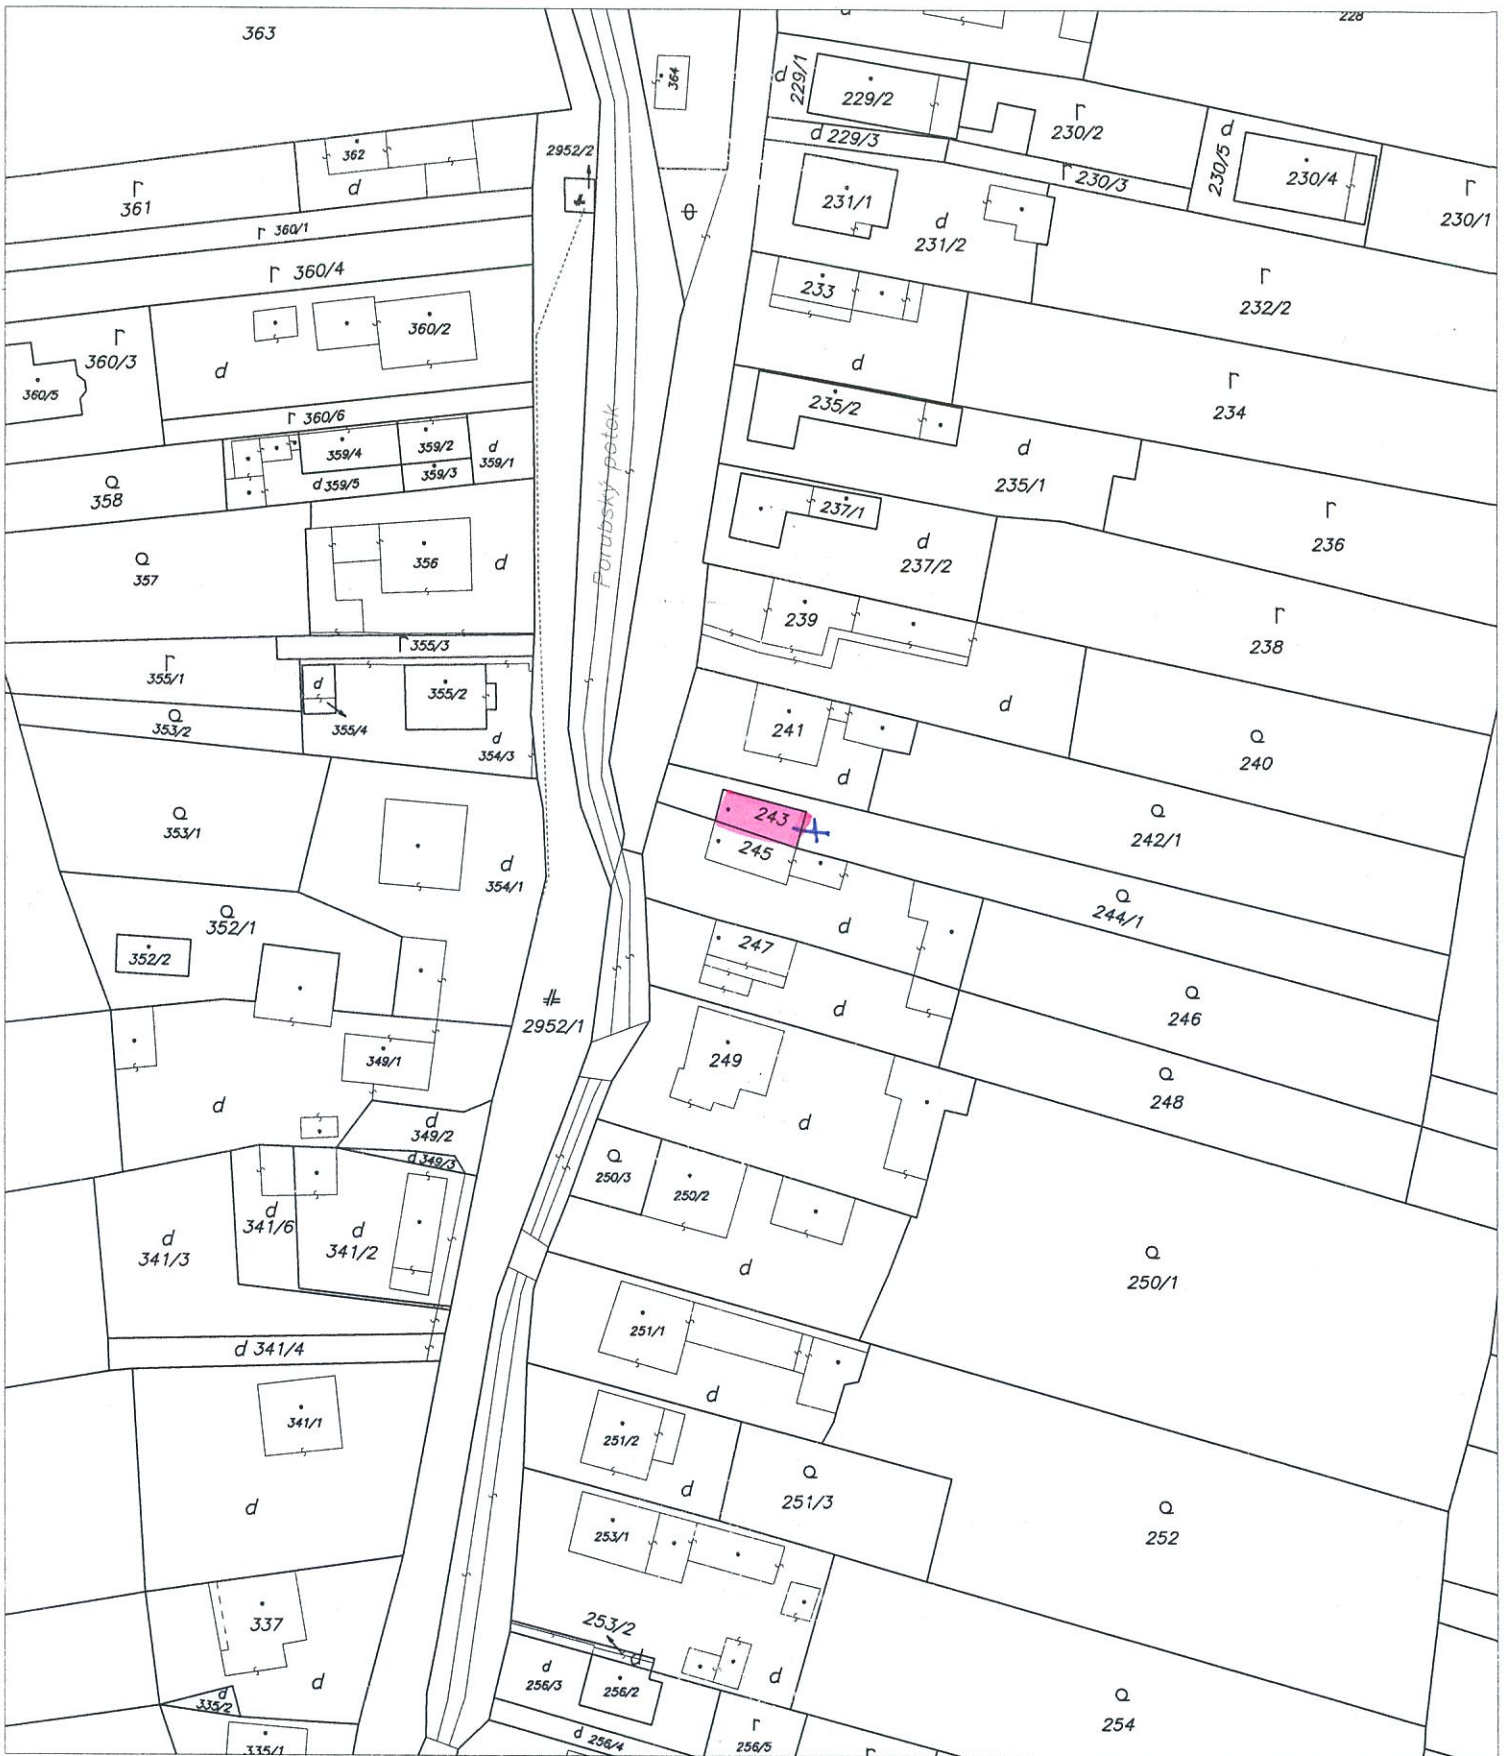 363
228
364
d
229/1
229/2
Γ
230/2
d
230/5
230/4
Γ
230/1
d 229/3
Γ 230/3
362
d
2952/2
Γ
361
231/1
d
231/2
Γ 360/1
Γ 360/4
233
Γ
232/2
360/2
Γ
360/3
360/5
d
d
235/2
Γ
234
Γ 360/6
359/4
359/2
359/3
d
359/1
d 359/5
Q
358
Porubský potok
d
235/1
237/1
Γ
236
Q
357
356
d
d
237/2
239
Γ
238
Γ 355/3
Γ
355/1
d
355/2
355/4
Q
353/2
d
354/3
d
241
Q
240
d
243
Q
242/1
Q
353/1
245
d
354/1
Q
244/1
Q
352/1
352/2
d
247
2952/1
d
Q
246
349/1
249
Q
248
d
d
349/2
d 349/3
d
Q
250/3
250/2
d
341/6
d
341/2
d
341/3
d
Q
250/1
251/1
d 341/4
d
341/1
251/2
d
Q
251/3
d
253/1
Q
252
337
253/2
d
d
256/3
256/2
d
d
d
335/2
Q
254
d 256/4
Γ
256/5
Γ
335/1